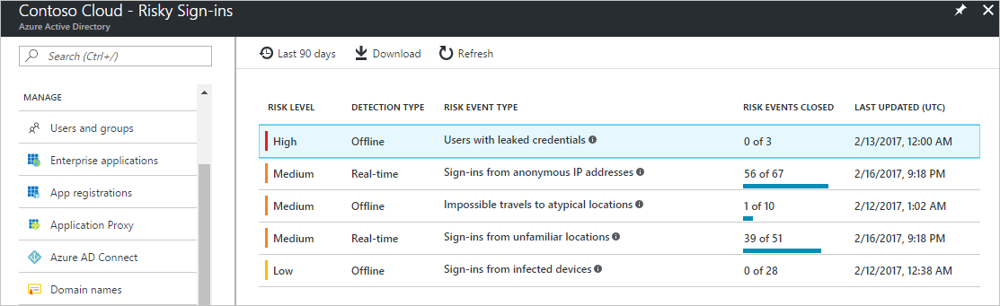 Contoso Cloud - Risky Sign-ins
Azure Active Directory
Search (Ctrl+/)
MANAGE
Users and groups
Enterprise applications
App registrations
Application Proxy
Azure AD Connect
Domain names
Last 90 days Download Refresh
RISK LEVEL DETECTION TYPE RISK EVENT TYPE RISK EVENTS CLOSED LAST UPDATED (UTC)
High Offline Users with leaked credentials 0 of 3 2/13/2017, 12:00 AM
Medium Real-time Sign-ins from anonymous IP addresses 56 of 67 2/16/2017, 9:18 PM
Medium Offline Impossible travels to atypical locations 1 of 10 2/12/2017, 1:02 AM
Medium Real-time Sign-ins from unfamiliar locations 39 of 51 2/16/2017, 9:18 PM
Low Offline Sign-ins from infected devices 0 of 28 2/12/2017, 12:38 AM